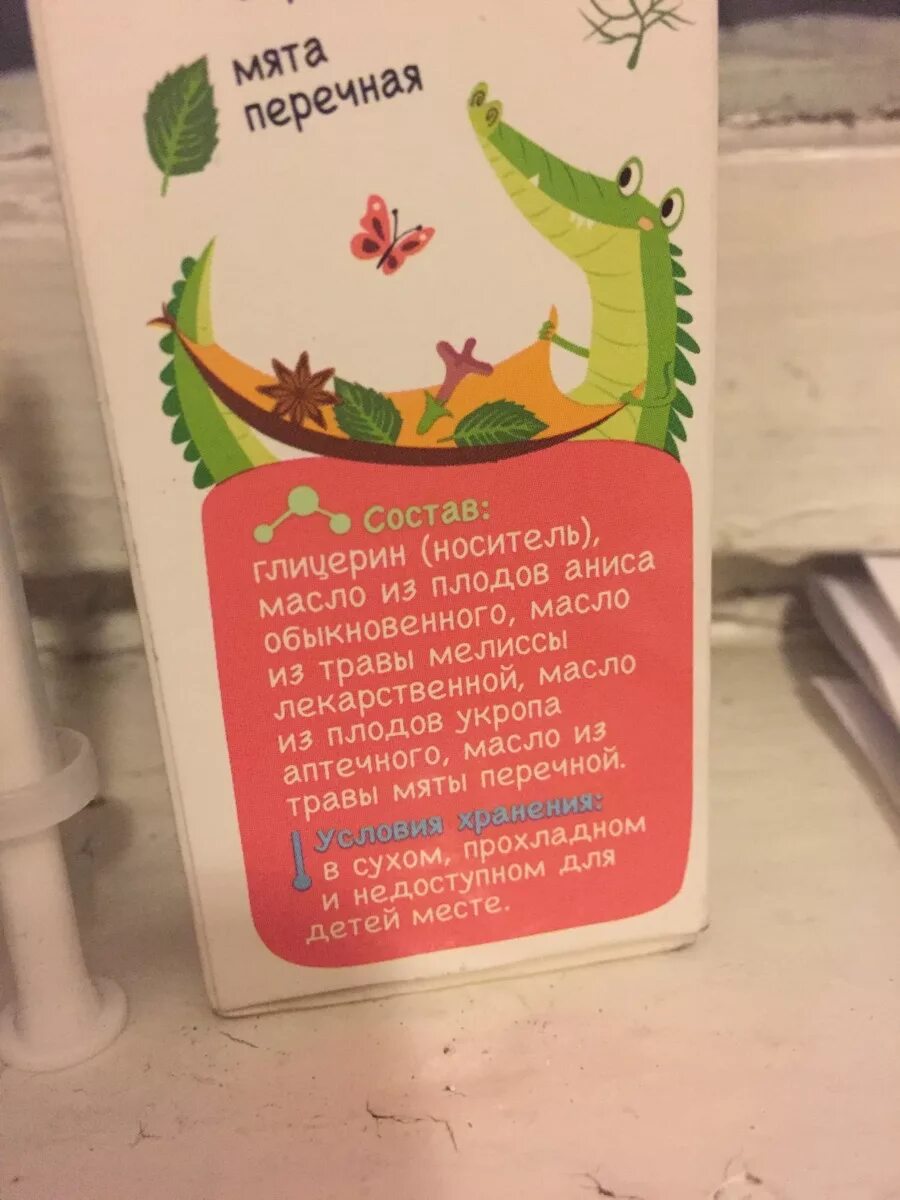 мята
перечная
Состав:
глицерин (носитель),
масло из плодов аниса
обыкновенного, масло
из травы мелиссы
лекарственной, масло
из плодов укропа
аптечного, масло из
травы мяты перечной.
Условия хранения:
в сухом, прохладном
и недоступном для
детей месте.